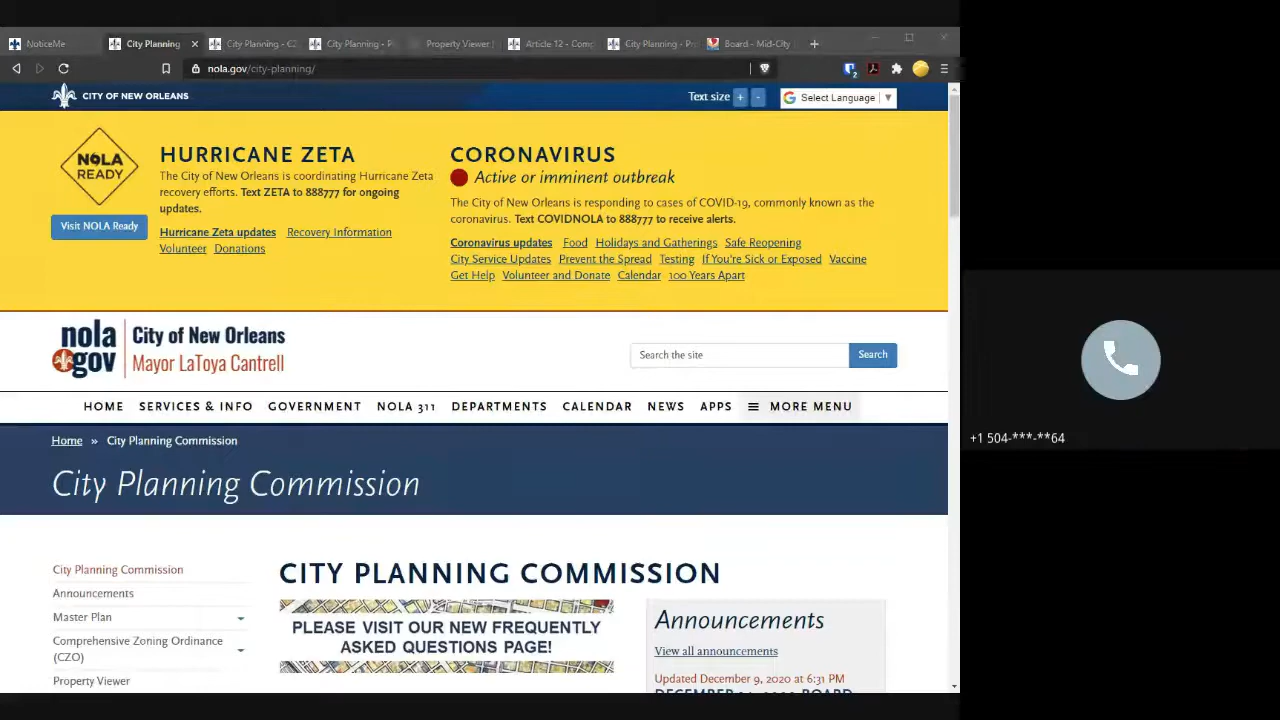 NoticeMe
City Planning
City Planning - CZ
City Planning - P
Property Viewer |
Article 12 - Comp
City Planning - Pr
Board - Mid-City
nola.gov/city-planning/
CITY OF NEW ORLEANS
Text size + -
Select Language
NOLA
READY
Visit NOLA Ready
HURRICANE ZETA
The City of New Orleans is coordinating Hurricane Zeta
recovery efforts. Text ZETA to 888777 for ongoing
updates.
Hurricane Zeta updates Recovery Information
Volunteer Donations
CORONAVIRUS
Active or imminent outbreak
The City of New Orleans is responding to cases of COVID-19, commonly known as the
coronavirus. Text COVIDNOLA to 888777 to receive alerts.
Coronavirus updates Food Holidays and Gatherings Safe Reopening
City Service Updates Prevent the Spread Testing If You're Sick or Exposed Vaccine
Get Help Volunteer and Donate Calendar 100 Years Apart
nola
gov
City of New Orleans
Mayor LaToya Cantrell
Search the site
Search
HOME SERVICES & INFO GOVERNMENT NOLA 311 DEPARTMENTS CALENDAR NEWS APPS MORE MENU
Home » City Planning Commission
City Planning Commission
City Planning Commission
Announcements
Master Plan
Comprehensive Zoning Ordinance
(CZO)
Property Viewer
CITY PLANNING COMMISSION
PLEASE VISIT OUR NEW FREQUENTLY
ASKED QUESTIONS PAGE!
Announcements
View all announcements
Updated December 9, 2020 at 6:31 PM
+1 504-***-**64